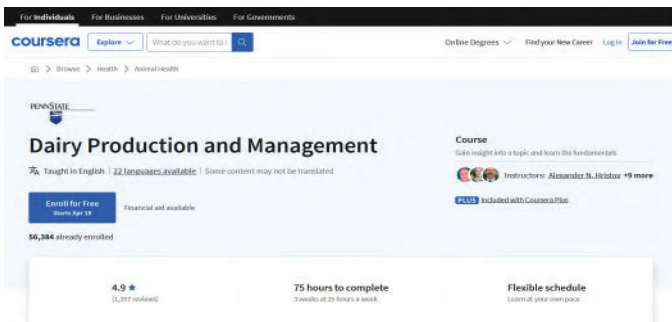 For Individuals For Businesses For Universities For Governments
coursera Explore What do you want to l Online Degrees Find your New Career Log In Join for Free
Browse > Health > Animal Health
PENNSTATE
Dairy Production and Management
Taught in English | 22 languages available | Some content may not be translated
Enroll for Free
Starts Apr 19
Financial aid available
56,384 already enrolled
Course
Gain insight into a topic and learn the fundamentals.
Instructors: Alexander N. Hristov +9 more
PLUS Included with Coursera Plus
4.9 ★
75 hours to complete
3 weeks at 25 hours a week
Flexible schedule
Learn at your own pace